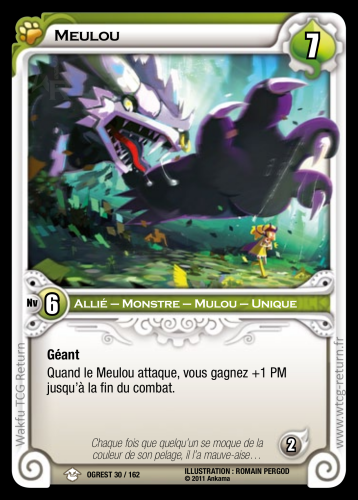 Meulou
7
Nv 6 Allié – Monstre – Mulou – Unique
Géant
Quand le Meulou attaque, vous gagnez +1 PM
jusqu'à la fin du combat.
Chaque fois que quelqu'un se moque de la
couleur de son pelage, il l'a mauve-aise…
2
OGREST 30 / 162
ILLUSTRATION : ROMAIN PERGOD
© 2011 Ankama
Wakfu TCG Return
www.wtcg-return.fr